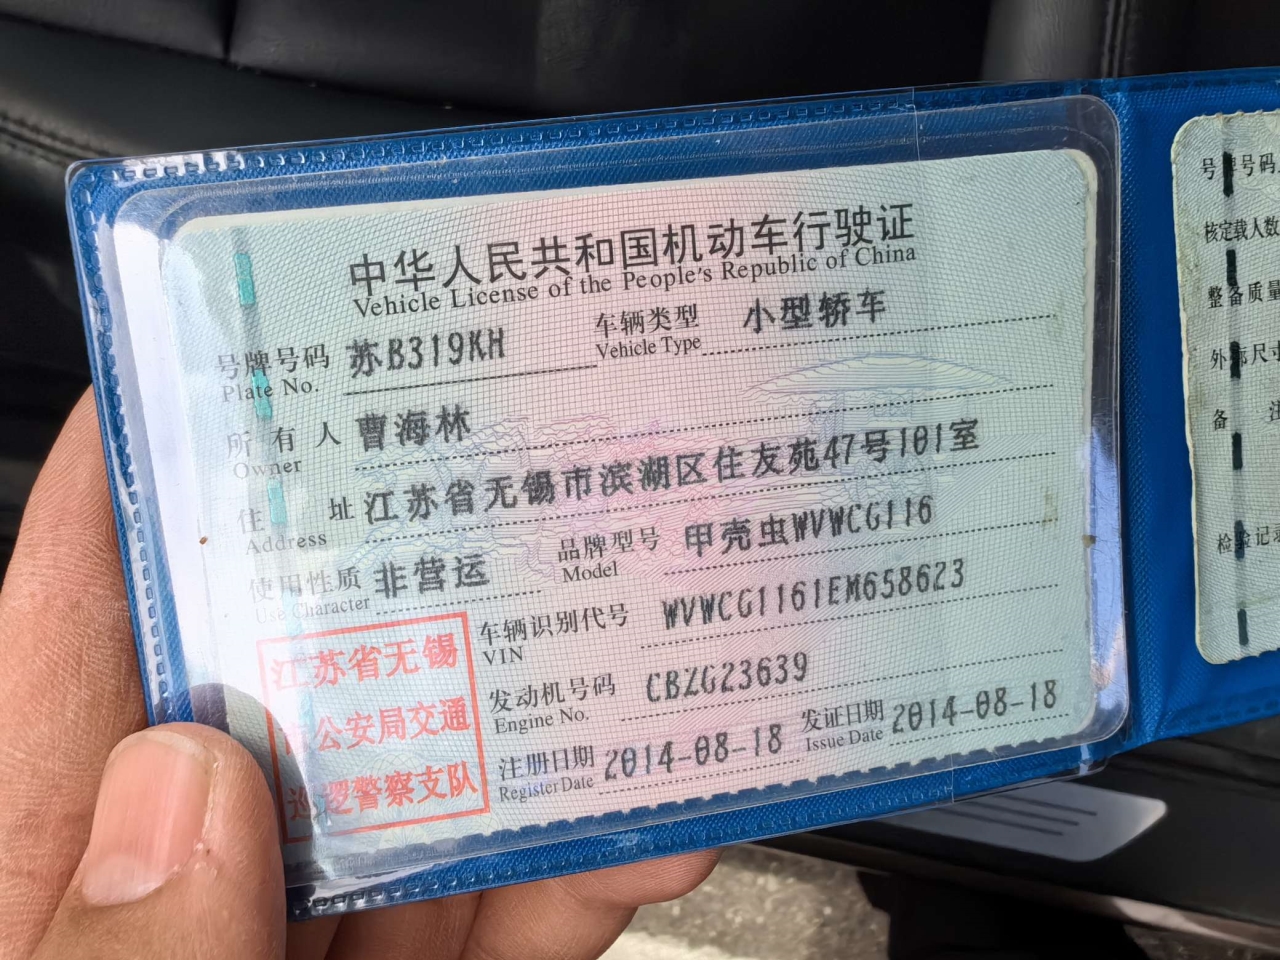 中华人民共和国机动车行驶证
Vehicle License of the People's Republic of China
号牌号码 苏B319KH 车辆类型 小型轿车
Plate No. Vehicle Type
所有人 曹海林
Owner
住址 江苏省无锡市滨湖区住友苑47号101室
Address
使用性质 非营运 品牌型号 甲壳虫WVWCG116
Use Character Model
车辆识别代号 WVWCG1161EM658623
VIN
发动机号码 CBZG23639
Engine No.
注册日期 2014-08-18 发证日期 2014-08-18
Register Date Issue Date
江苏省无锡
市公安局交通
巡逻警察支队
号牌号码
核定载人数
整备质量
外廓尺寸
备
检验记录